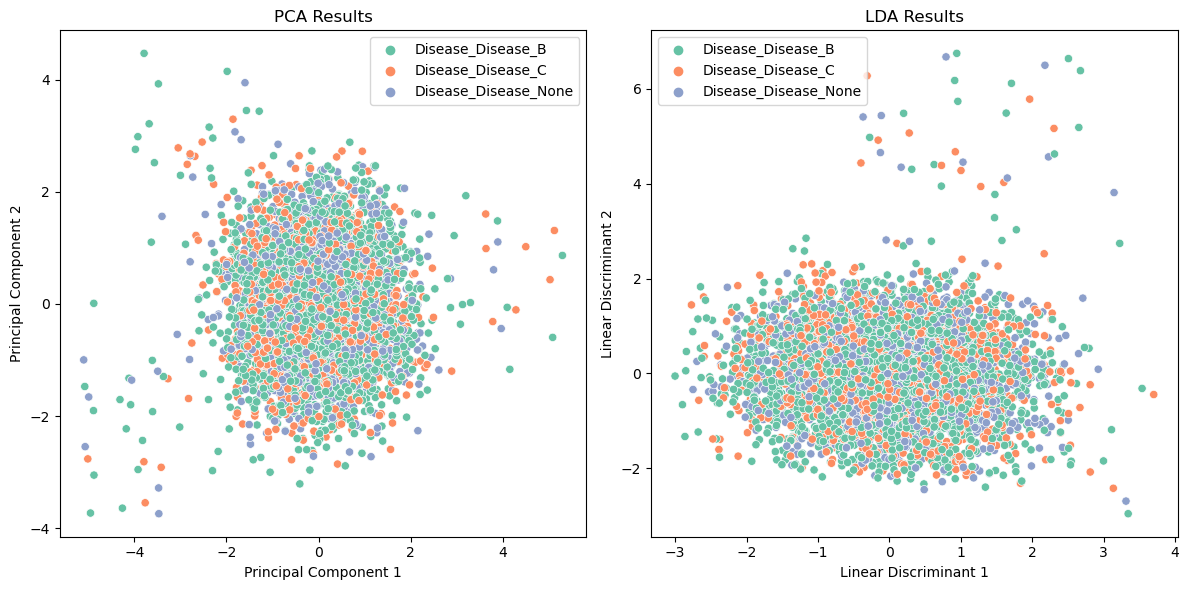 PCA Results
Disease_Disease_B
Disease_Disease_C
Disease_Disease_None
4
2
0
−2
−4
Principal Component 2
−4
−2
0
2
4
Principal Component 1
LDA Results
Disease_Disease_B
Disease_Disease_C
Disease_Disease_None
6
4
2
0
−2
Linear Discriminant 2
−3
−2
−1
0
1
2
3
4
Linear Discriminant 1